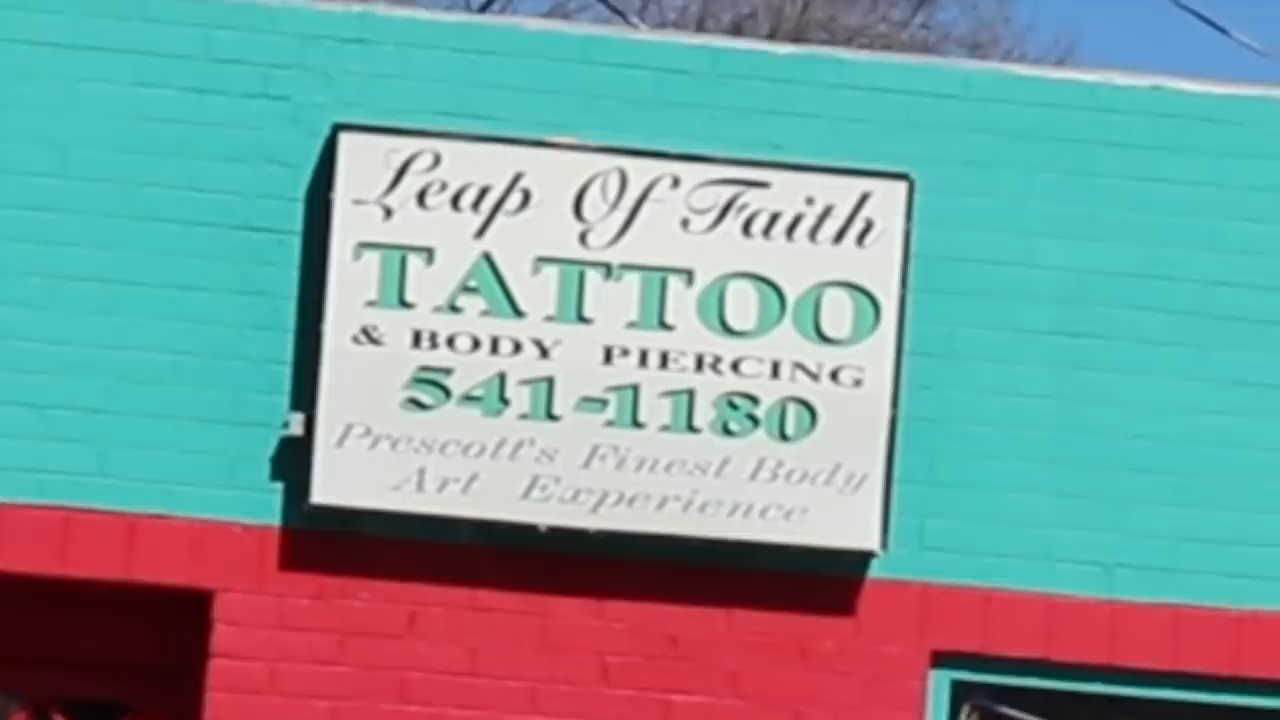 Leap Of Faith
TATTOO
& BODY PIERCING
541-1180
Prescott's Finest Body
Art Experience